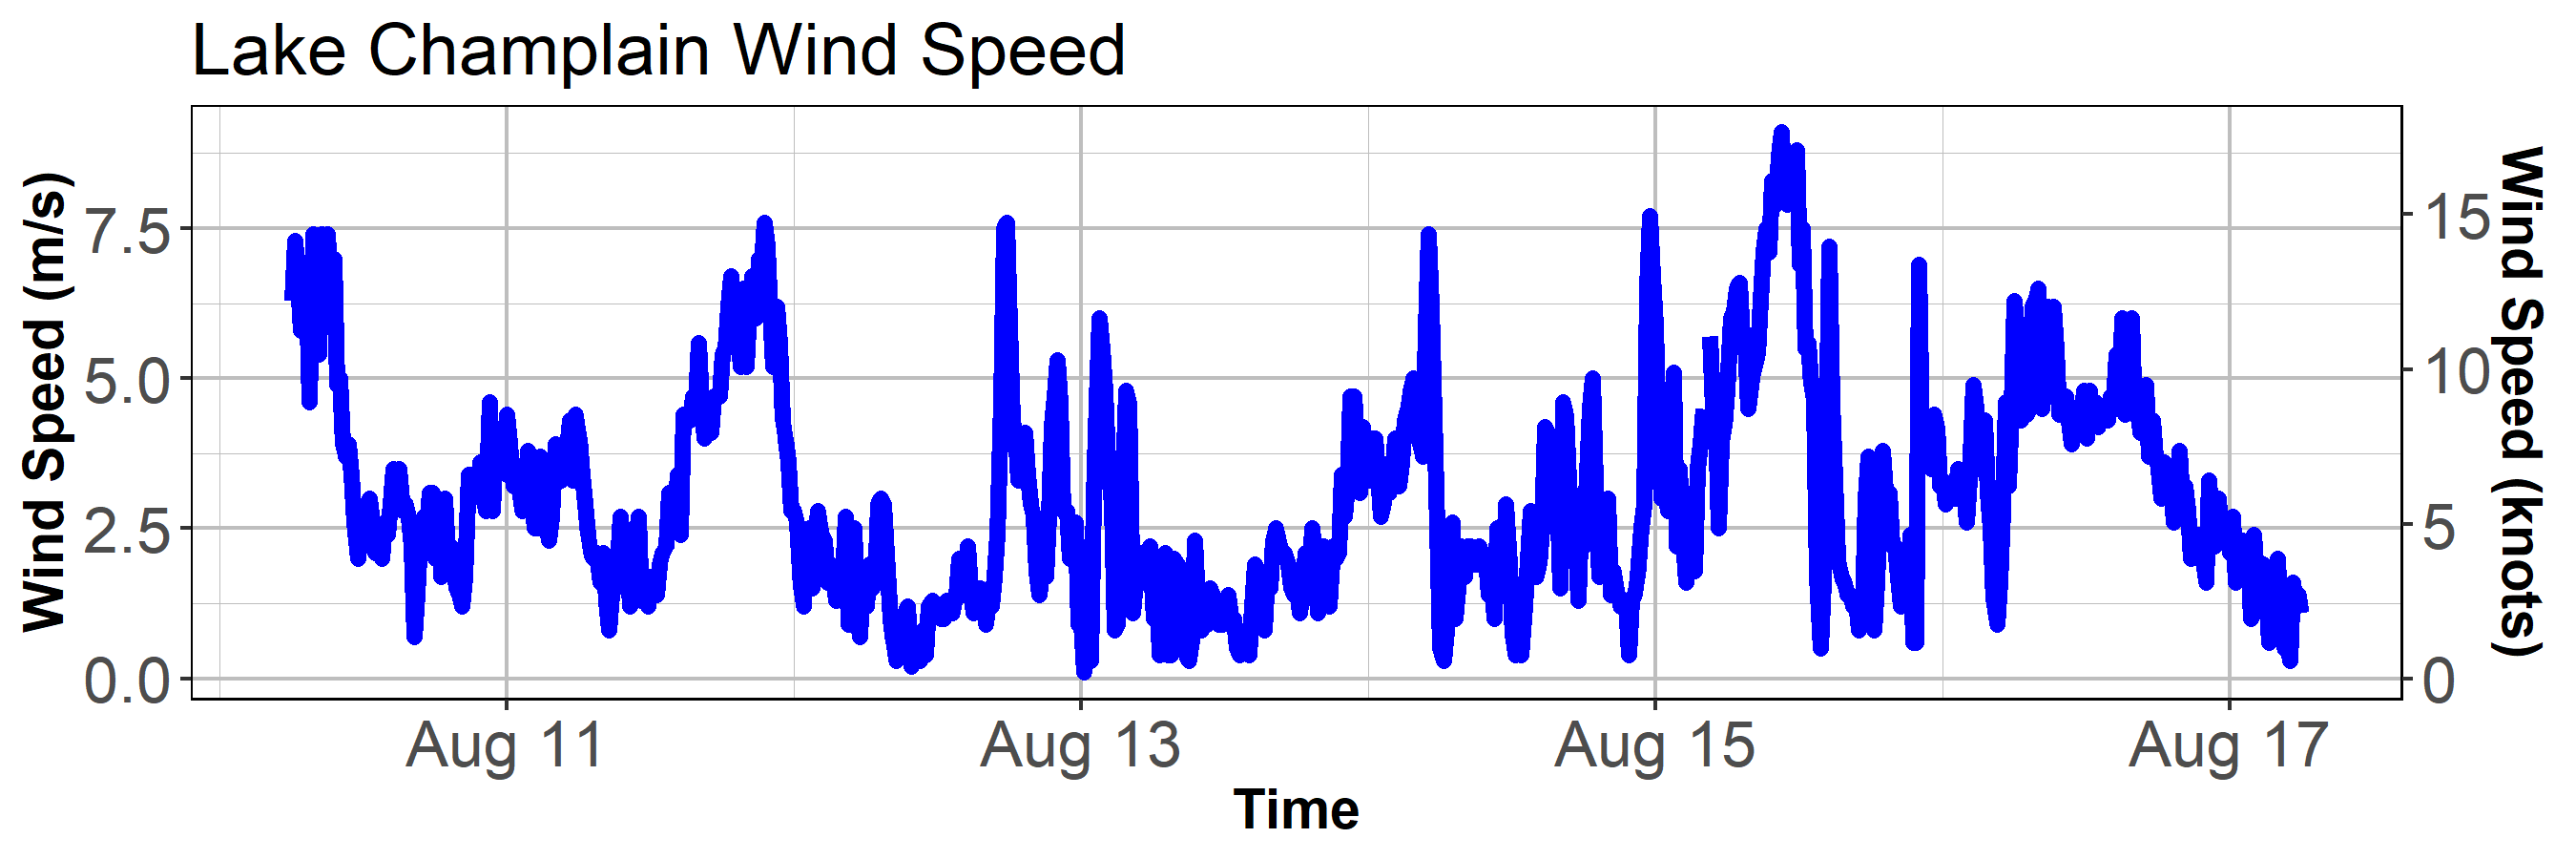 Lake Champlain Wind Speed
Wind Speed (m/s)
7.5
5.0
2.5
0.0
15
10
5
0
Wind Speed (knots)
Aug 11
Aug 13
Aug 15
Aug 17
Time